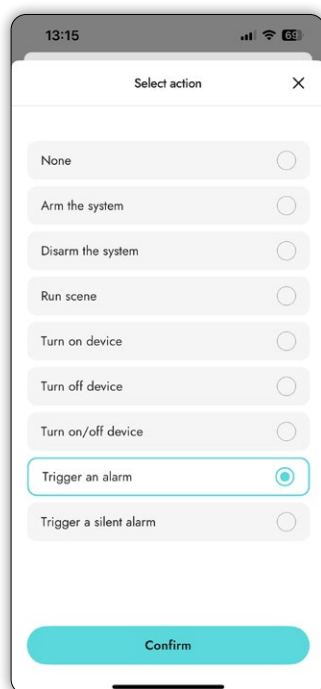 13:15
69
Select action
None
Arm the system
Disarm the system
Run scene
Turn on device
Turn off device
Turn on/off device
Trigger an alarm
Trigger a silent alarm
Confirm